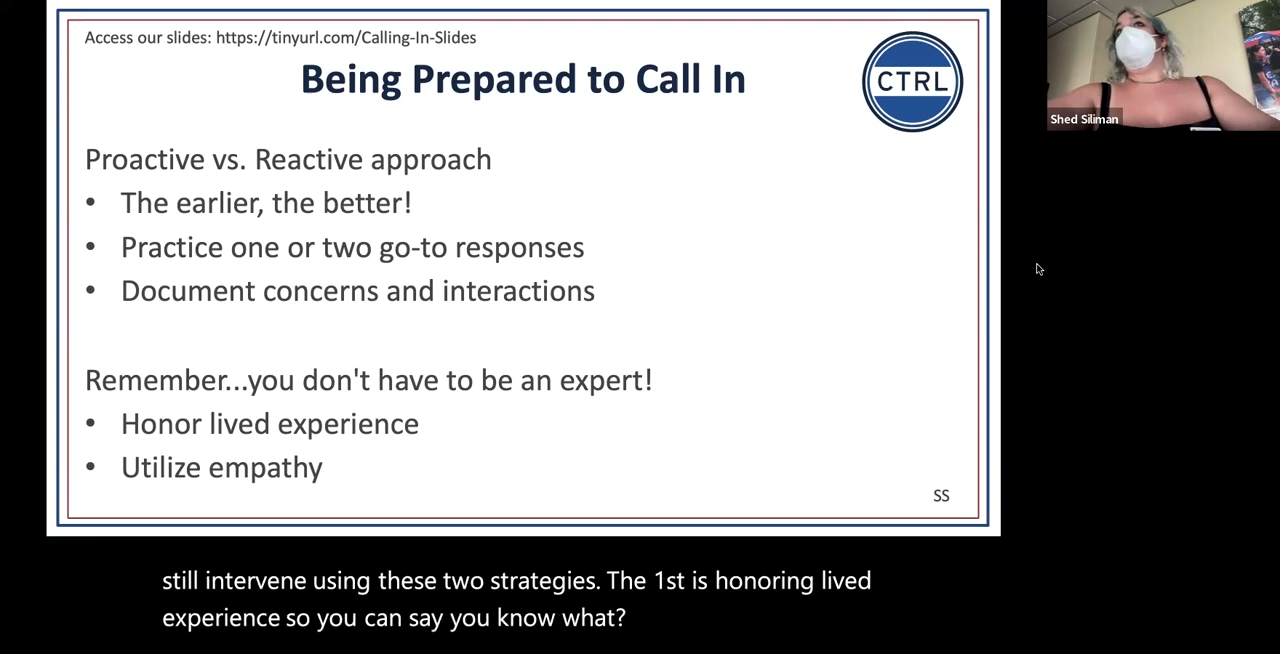 Access our slides: https://tinyurl.com/Calling-In-Slides
Being Prepared to Call In
CTRL
Shed Siliman
Proactive vs. Reactive approach
• The earlier, the better!
• Practice one or two go-to responses
• Document concerns and interactions
Remember...you don't have to be an expert!
• Honor lived experience
• Utilize empathy
SS
still intervene using these two strategies. The 1st is honoring lived
experience so you can say you know what?